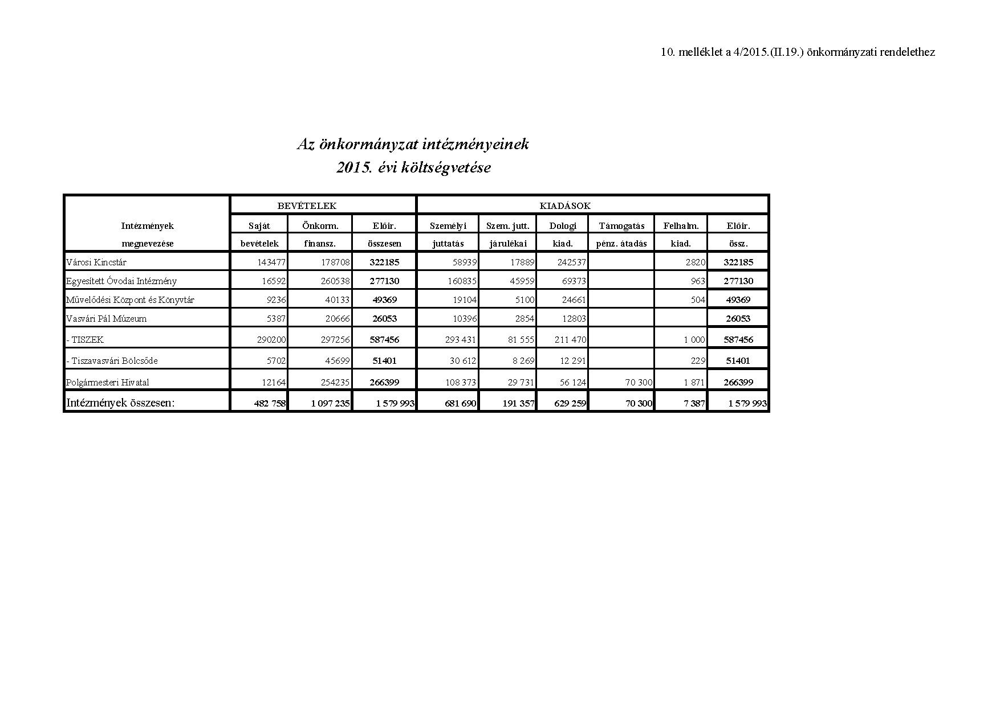 10. melléklet a 4/2015.(II.19.) önkormányzati rendelethez
Az önkormányzat intézményeinek
2015. évi költségvetése
BEVÉTELEK KIADÁSOK
Intézmények Saját Önkorm. Előir. Személyi Szem. jutt. Dologi Támogatás Felhalm. Előir.
megnevezése bevételek finansz. összesen juttatás járulékai kiad. pénz. átadás kiad. össz.
Városi Kincstár 143477 178708 322185 58939 17889 242537 2820 322185
Egyesített Óvodai Intézmény 16592 260538 277130 160835 45959 69373 963 277130
Művelődési Központ és Könyvtár 9236 40133 49369 19104 5100 24661 504 49369
Vasvári Pál Múzeum 5387 20666 26053 10396 2854 12803 26053
- TISZEK 290200 297256 587456 293 431 81 555 211 470 1 000 587456
- Tiszavasvári Bölcsőde 5702 45699 51401 30 612 8 269 12 291 229 51401
Polgármesteri Hivatal 12164 254235 266399 108 373 29 731 56 124 70 300 1 871 266399
Intézmények összesen: 482 758 1 097 235 1 579 993 681 690 191 357 629 259 70 300 7 387 1 579 993